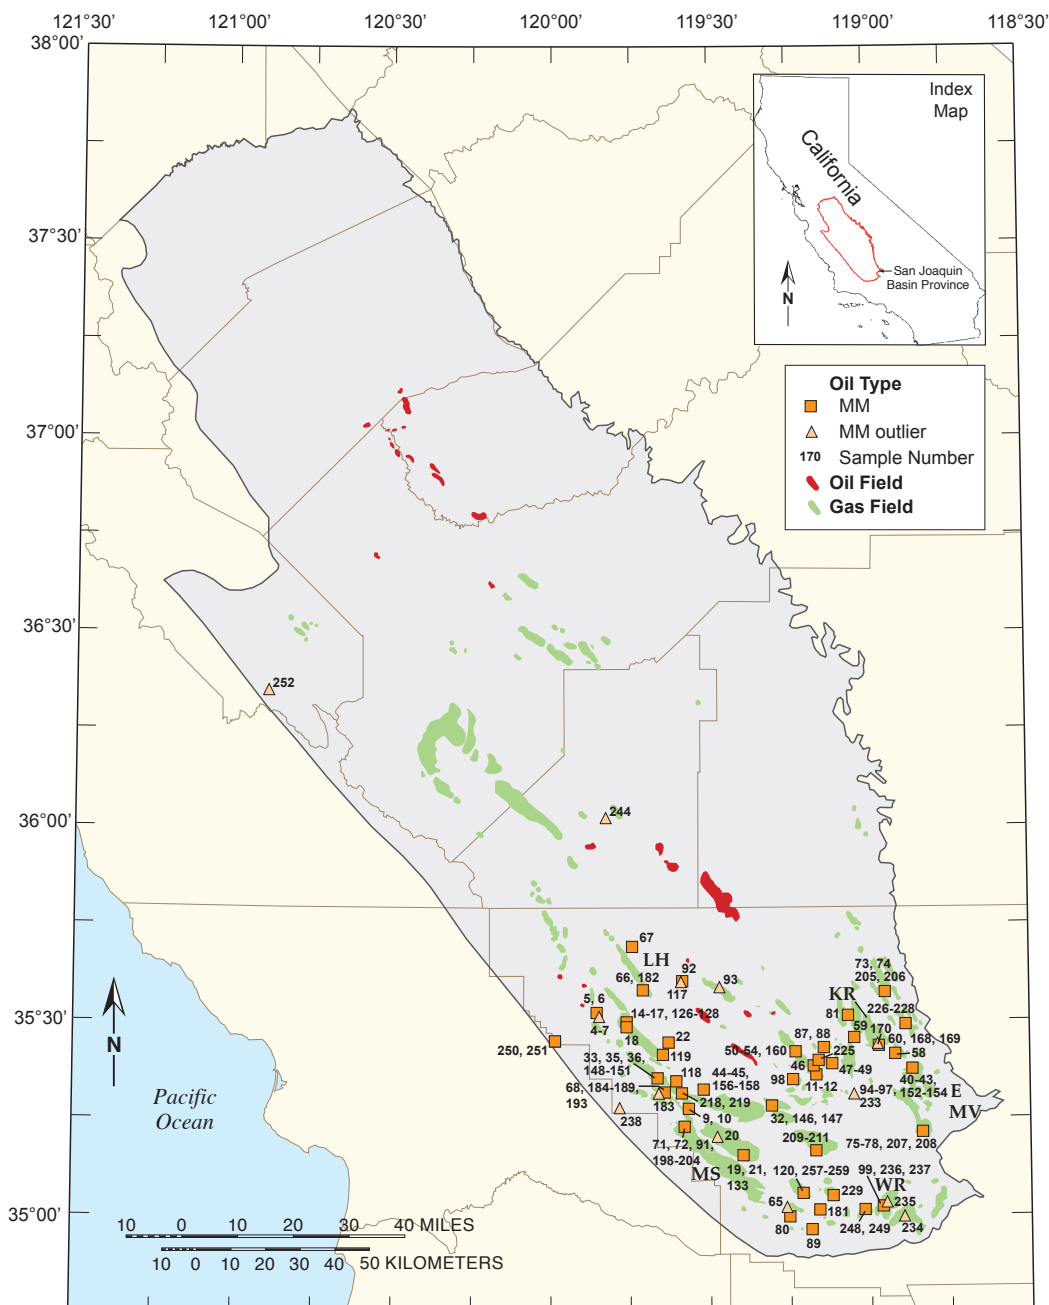 121°30'
121°00'
120°30'
120°00'
119°30'
119°00'
118°30'
38°00'
37°30'
37°00'
36°30'
36°00'
35°30'
35°00'
Index
Map
California
San Joaquin
Basin Province
N
Oil Type
MM
MM outlier
170 Sample Number
Oil Field
Gas Field
252
244
67
LH
92
93
66, 182
117
73, 74
205, 206
5, 6
KR
226-228
14-17, 126-128
81
59
4-7
18
22
87, 88
170
60, 168, 169
250, 251
119
50-54, 160
225
58
33, 35, 36,
148-151
118
44-45,
156-158
46
47-49
98
11-12
40-43,
152-154
E
68, 184-189,
193
183
218, 219
94-97,
233
MV
238
9, 10
32, 146, 147
20
209-211
75-78, 207, 208
71, 72, 91,
198-204
MS
19, 21,
133
120, 257-259
99, 236, 237
WR
65
229
235
80
181
248, 249
234
89
N
Pacific
Ocean
10 0 10 20 30 40 MILES
10 0 10 20 30 40 50 KILOMETERS